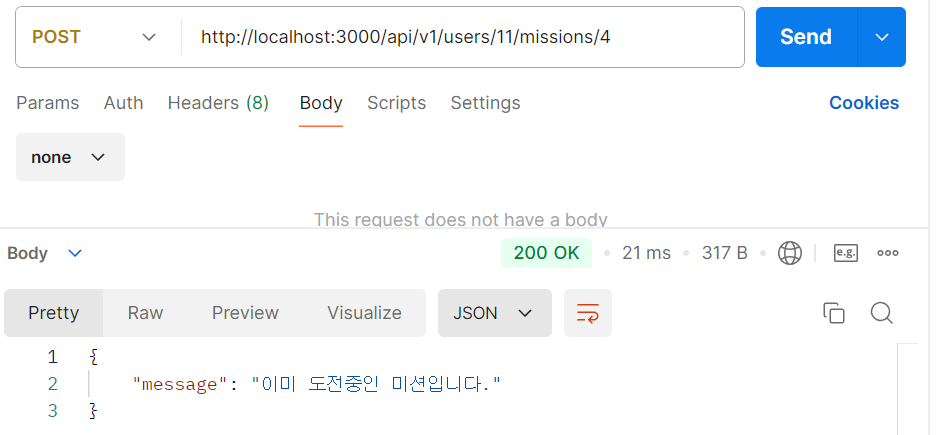 POST http://localhost:3000/api/v1/users/11/missions/4 Send
Params Auth Headers (8) Body Scripts Settings Cookies
none
This request does not have a body
Body 200 OK 21 ms 317 B e.g.
Pretty Raw Preview Visualize JSON
1 {
2 "message": "이미 도전중인 미션입니다."
3 }